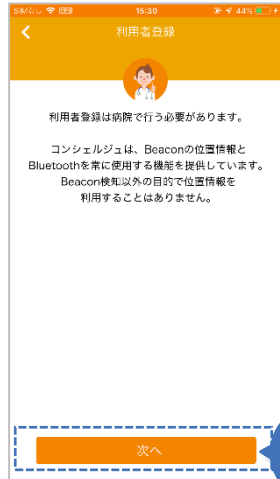 SIMなし 15:30 44%
利用者登録
利用者登録は病院で行う必要があります。
コンシェルジュは、Beaconの位置情報と
Bluetoothを常に使用する機能を提供しています。
Beacon検知以外の目的で位置情報を
利用することはありません。
次へ